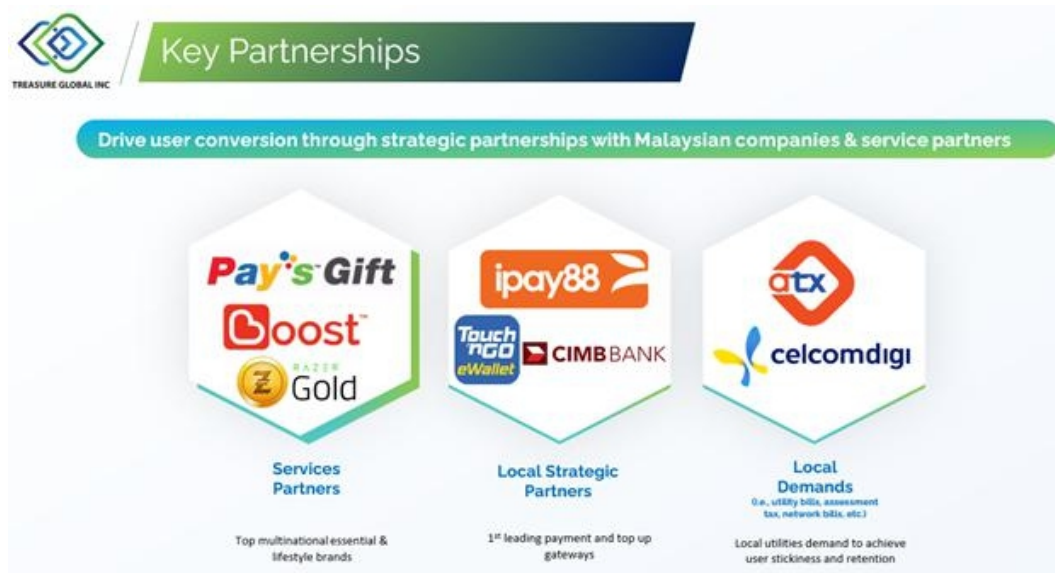 TREASURE GLOBAL INC
Key Partnerships
Drive user conversion through strategic partnerships with Malaysian companies & service partners
Pay's Gift
Boost™
RAZER
Gold
Services
Partners
Top multinational essential &
lifestyle brands
ipay88
Touch
'nGO
eWallet
CIMB BANK
Local Strategic
Partners
1st leading payment and top up
gateways
atx
celcomdigi
Local
Demands
(i.e., utility bills, assessment
tax, network bills, etc.)
Local utilities demand to achieve
user stickiness and retention